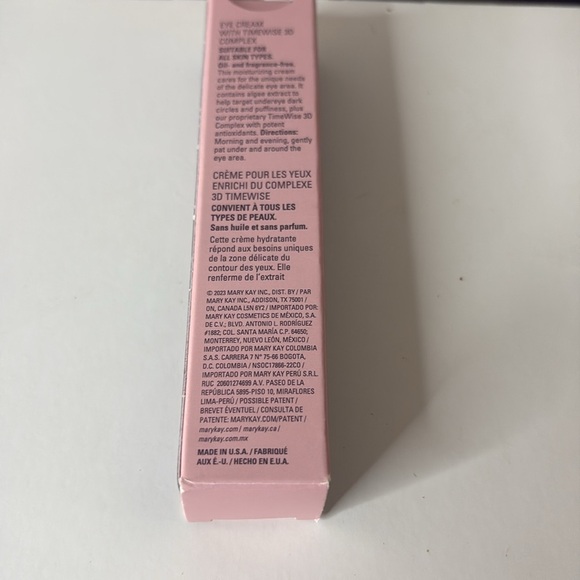 EYE CREAM
WITH TIMEWISE 3D
COMPLEX
SUITABLE FOR
ALL SKIN TYPES.
Oil- and fragrance-free.
This moisturizing cream
cares for the unique needs
of the delicate eye area. It
contains algae extract to
help target undereye dark
circles and puffiness, plus
our proprietary TimeWise 3D
Complex with potent
antioxidants. Directions:
Morning and evening, gently
pat under and around the
eye area.
CRÈME POUR LES YEUX
ENRICHI DU COMPLEXE
3D TIMEWISE
CONVIENT À TOUS LES
TYPES DE PEAUX.
Sans huile et sans parfum.
Cette crème hydratante
répond aux besoins uniques
de la zone délicate du
contour des yeux. Elle
renferme de l'extrait
© 2023 MARY KAY INC., DIST. BY / PAR
MARY KAY INC., ADDISON, TX 75001 /
ON, CANADA L5N 6Y2 / IMPORTADO POR:
MARY KAY COSMETICS DE MÉXICO, S.A.
DE C.V.; BLVD. ANTONIO L. RODRÍGUEZ
#1882; COL. SANTA MARÍA C.P. 64650;
MONTERREY, NUEVO LEÓN, MÉXICO /
IMPORTADO POR MARY KAY COLOMBIA
S.A.S. CARRERA 7 N° 75-66 BOGOTA,
D.C. COLOMBIA / NSOC17866-22CO /
IMPORTADO POR MARY KAY PERÚ S.R.L.
RUC 20601274699 A.V. PASEO DE LA
REPÚBLICA 5895-PISO 10, MIRAFLORES
LIMA-PERÚ / POSSIBLE PATENT /
BREVET ÉVENTUEL / CONSULTA DE
PATENTE: MARYKAY.COM/PATENT /
marykay.com / marykay.ca /
marykay.com.mx
MADE IN U.S.A. / FABRIQUÉ
AUX É.-U. / HECHO EN E.U.A.